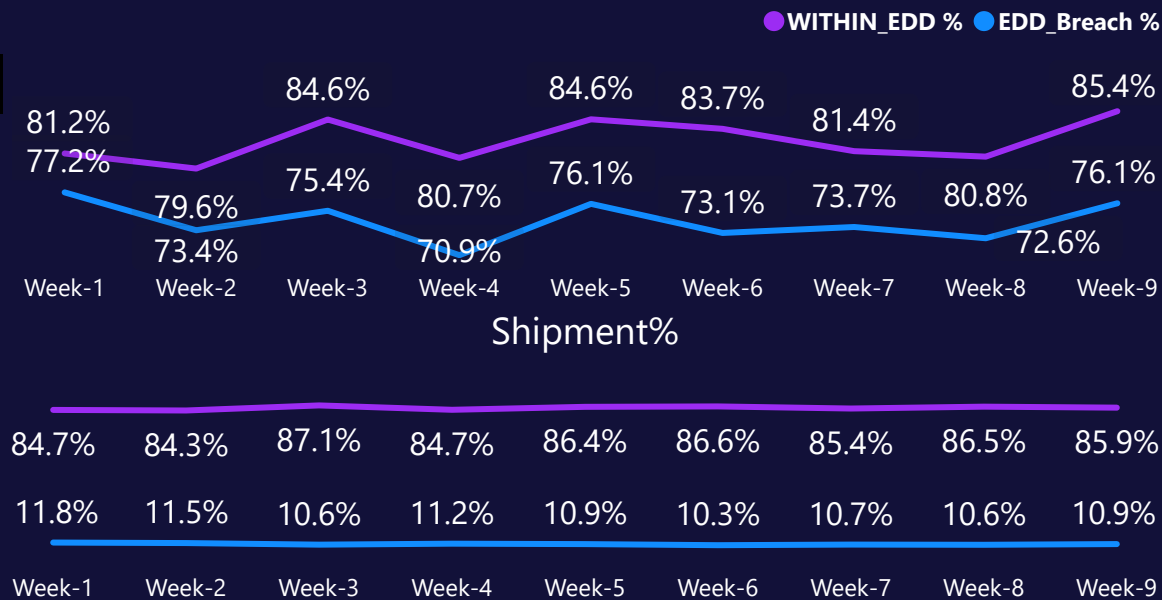 WITHIN_EDD % EDD_Breach %
84.6% 84.6% 83.7% 85.4%
81.2% 81.4%
77.2% 75.4% 76.1% 76.1%
79.6% 80.7% 73.1% 73.7% 80.8%
73.4% 70.9% 72.6%
Week-1 Week-2 Week-3 Week-4 Week-5 Week-6 Week-7 Week-8 Week-9
Shipment%
84.7% 84.3% 87.1% 84.7% 86.4% 86.6% 85.4% 86.5% 85.9%
11.8% 11.5% 10.6% 11.2% 10.9% 10.3% 10.7% 10.6% 10.9%
Week-1 Week-2 Week-3 Week-4 Week-5 Week-6 Week-7 Week-8 Week-9